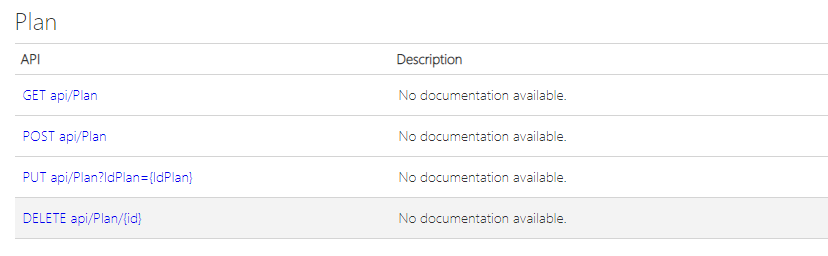 Plan
API Description
GET api/Plan No documentation available.
POST api/Plan No documentation available.
PUT api/Plan?IdPlan={IdPlan} No documentation available.
DELETE api/Plan/{id} No documentation available.